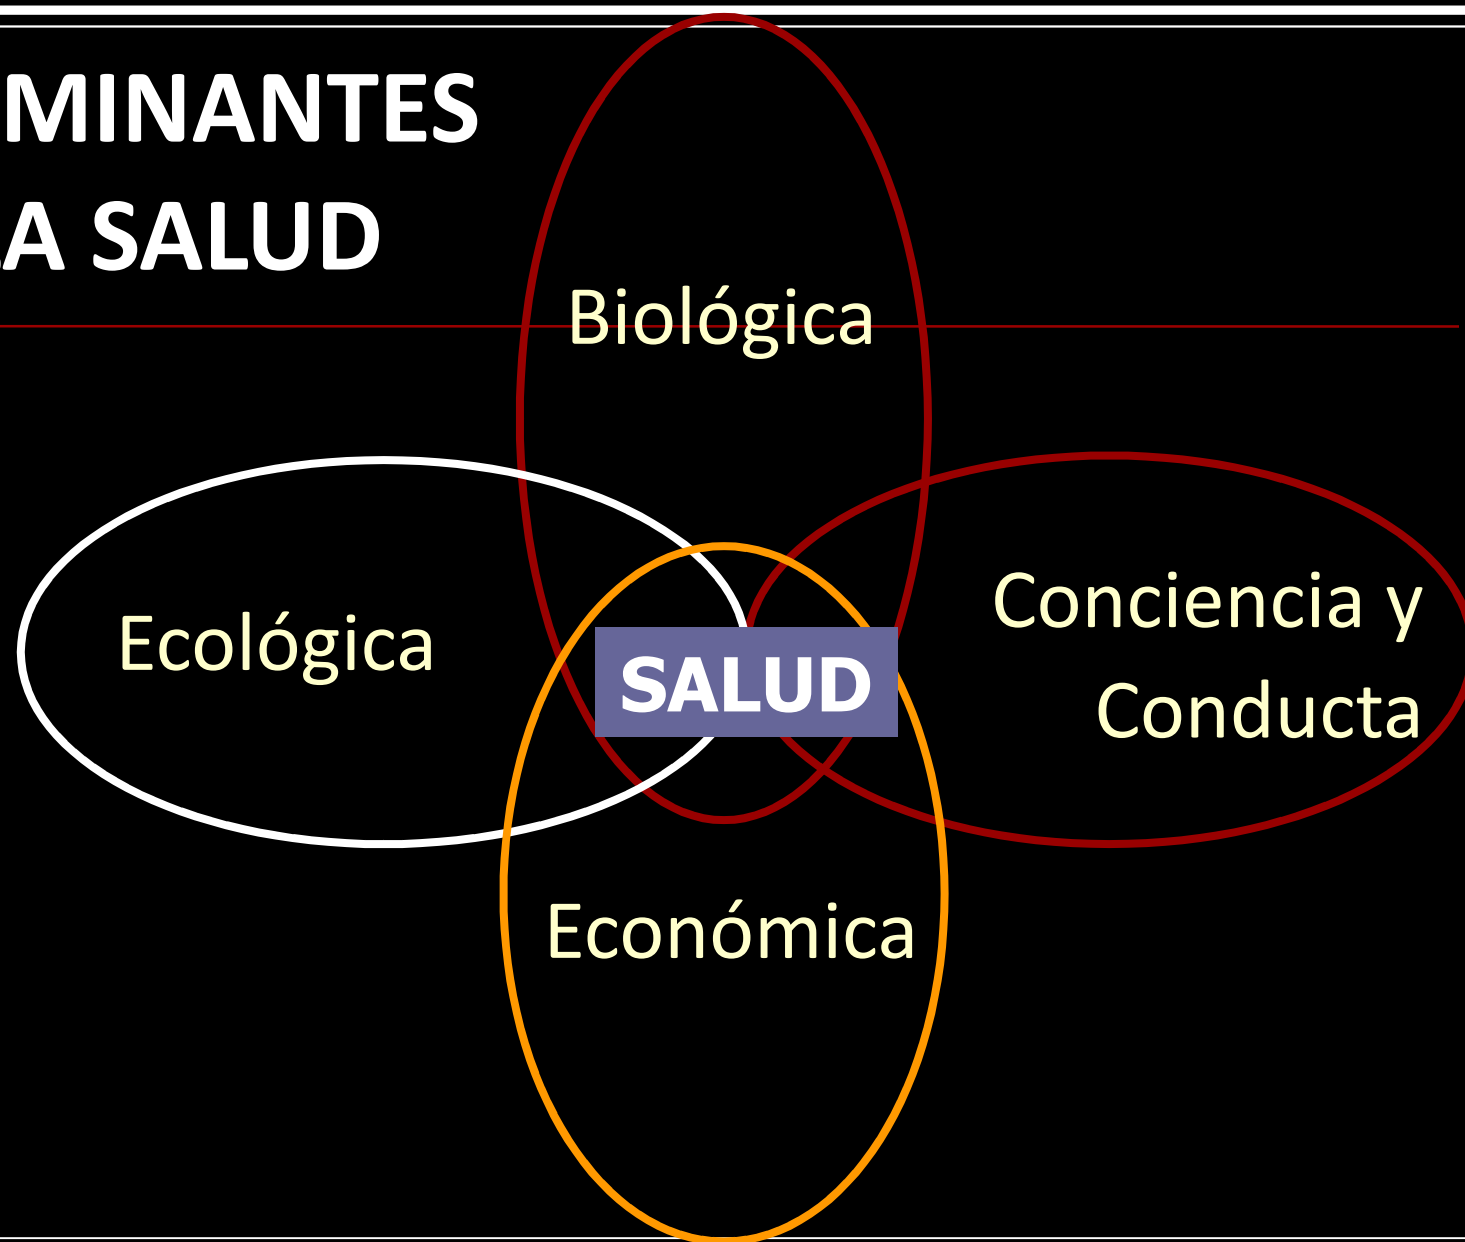 MINANTES
A SALUD
Biológica
Ecológica
Conciencia y
Conducta
SALUD
Económica